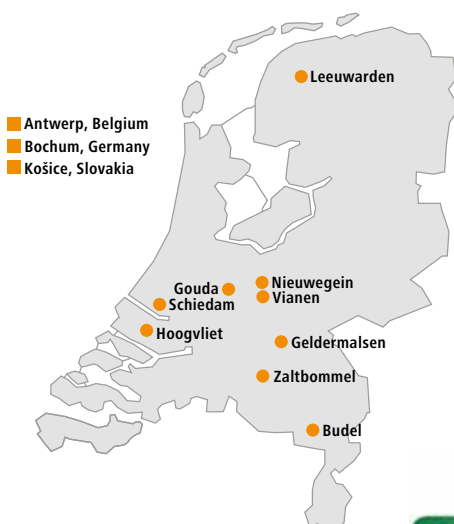 Leeuwarden
Antwerp, Belgium
Bochum, Germany
Košice, Slovakia
Nieuwegein
Gouda
Vianen
Schiedam
Hoogvliet
Geldermalsen
Zaltbommel
Budel